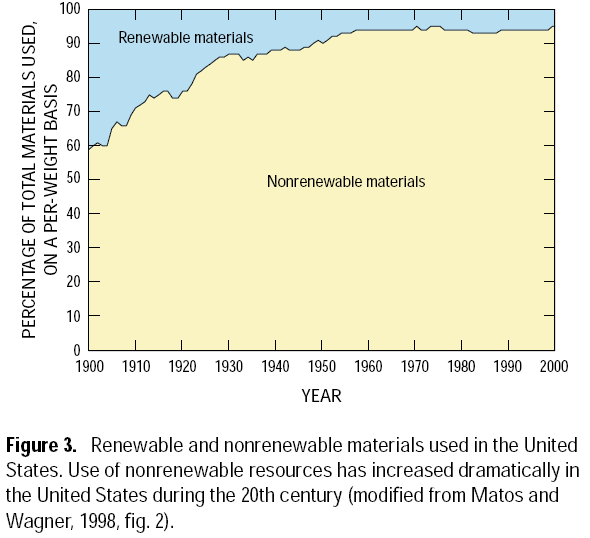 PERCENTAGE OF TOTAL MATERIALS USED,
ON A PER-WEIGHT BASIS
100
90
80
70
60
50
40
30
20
10
0
Renewable materials
Nonrenewable materials
1900 1910 1920 1930 1940 1950 1960 1970 1980 1990 2000
YEAR
Figure 3. Renewable and nonrenewable materials used in the United
States. Use of nonrenewable resources has increased dramatically in
the United States during the 20th century (modified from Matos and
Wagner, 1998, fig. 2).